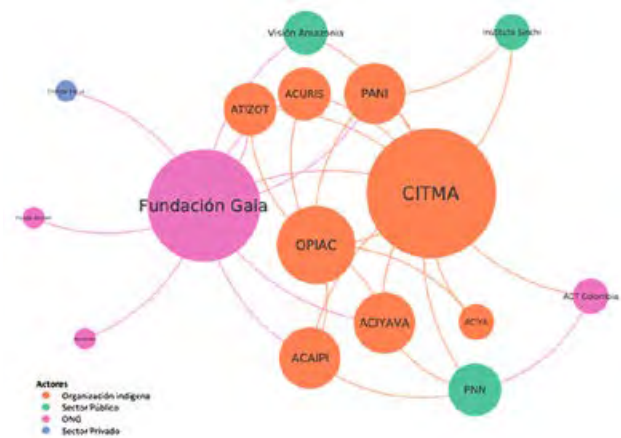 Visión Amazonia
Instituto Sinchi
ACURIS
PANI
ATIZOT
CITMA
Fundación Gaia
OPIAC
ACT Colombia
ACIYAVA
ACIYA
ACAIPI
PNN
Actores
Organización indígena
Sector Público
ONG
Sector Privado